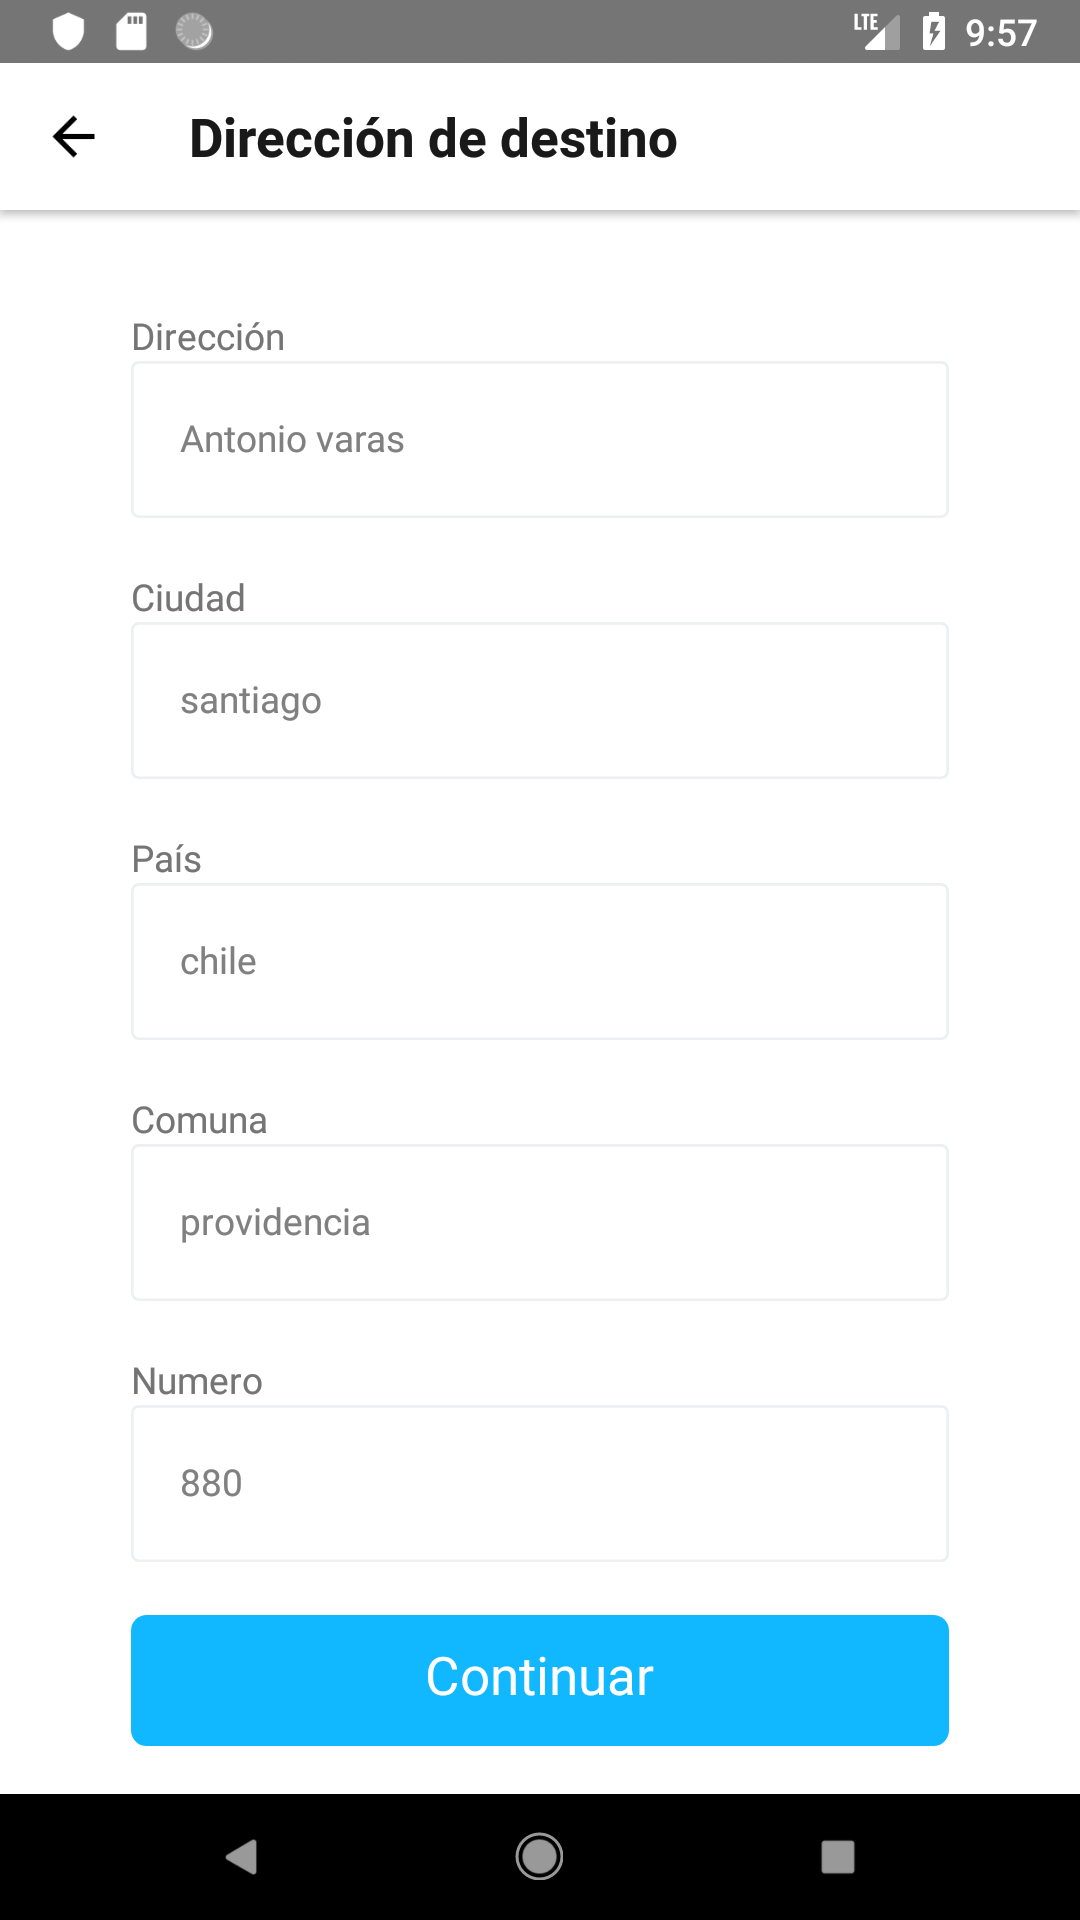 LTE 9:57
Dirección de destino
Dirección
Antonio varas
Ciudad
santiago
País
chile
Comuna
providencia
Numero
880
Continuar